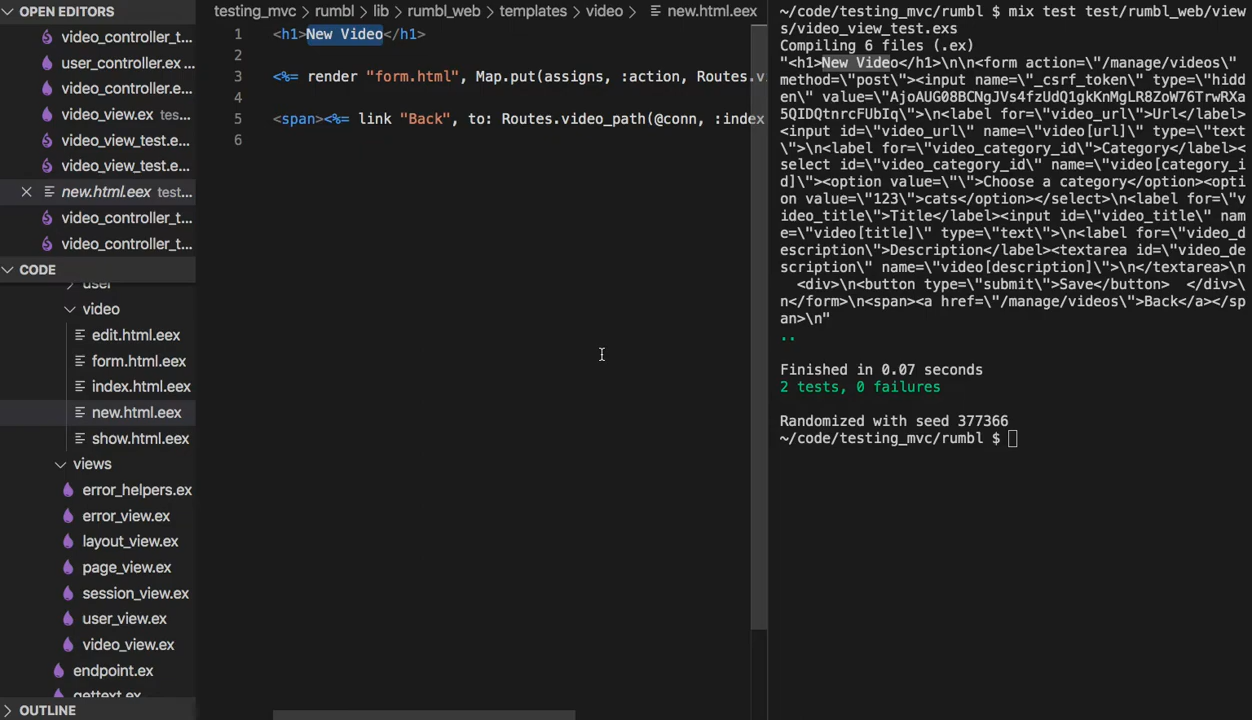 OPEN EDITORS
video_controller_t...
user_controller.ex ...
video_controller.e...
video_view.ex tes...
video_view_test.e...
video_view_test.e...
new.html.eex test...
video_controller_t...
video_controller_t...
CODE
user
video
edit.html.eex
form.html.eex
index.html.eex
new.html.eex
show.html.eex
views
error_helpers.ex
error_view.ex
layout_view.ex
page_view.ex
session_view.ex
user_view.ex
video_view.ex
endpoint.ex
gettext.ex
OUTLINE
testing_mvc > rumbl > lib > rumbl_web > templates > video > new.html.eex
1 <h1>New Video</h1>
2
3 <%= render "form.html", Map.put(assigns, :action, Routes.v
4
5 <span><%= link "Back", to: Routes.video_path(@conn, :index
6
~/code/testing_mvc/rumbl $ mix test test/rumbl_web/view
s/video_view_test.exs
Compiling 6 files (.ex)
"<h1>New Video</h1>\n\n<form action=\"/manage/videos\"
method=\"post\"><input name=\"_csrf_token\" type=\"hidd
en\" value=\"AjoAUG08BCNgJVs4fzUdQ1gkKnMgLR8ZoW76TrwRXa
5QIDQtnrcFUbIq\">\n<label for=\"video_url\">Url</label>
<input id=\"video_url\" name=\"video[url]\" type=\"text
\">\n<label for=\"video_category_id\">Category</label><
select id=\"video_category_id\" name=\"video[category_i
d]\"><option value=\"\">Choose a category</option><opti
on value=\"123\">cats</option></select>\n<label for=\"v
ideo_title\">Title</label><input id=\"video_title\" nam
e=\"video[title]\" type=\"text\">\n<label for=\"video_d
escription\">Description</label><textarea id=\"video_de
scription\" name=\"video[description]\">\n</textarea>\n
<div>\n<button type=\"submit\">Save</button>  </div>\
n</form>\n<span><a href=\"/manage/videos\">Back</a></sp
an>\n"
..
Finished in 0.07 seconds
2 tests, 0 failures
Randomized with seed 377366
~/code/testing_mvc/rumbl $